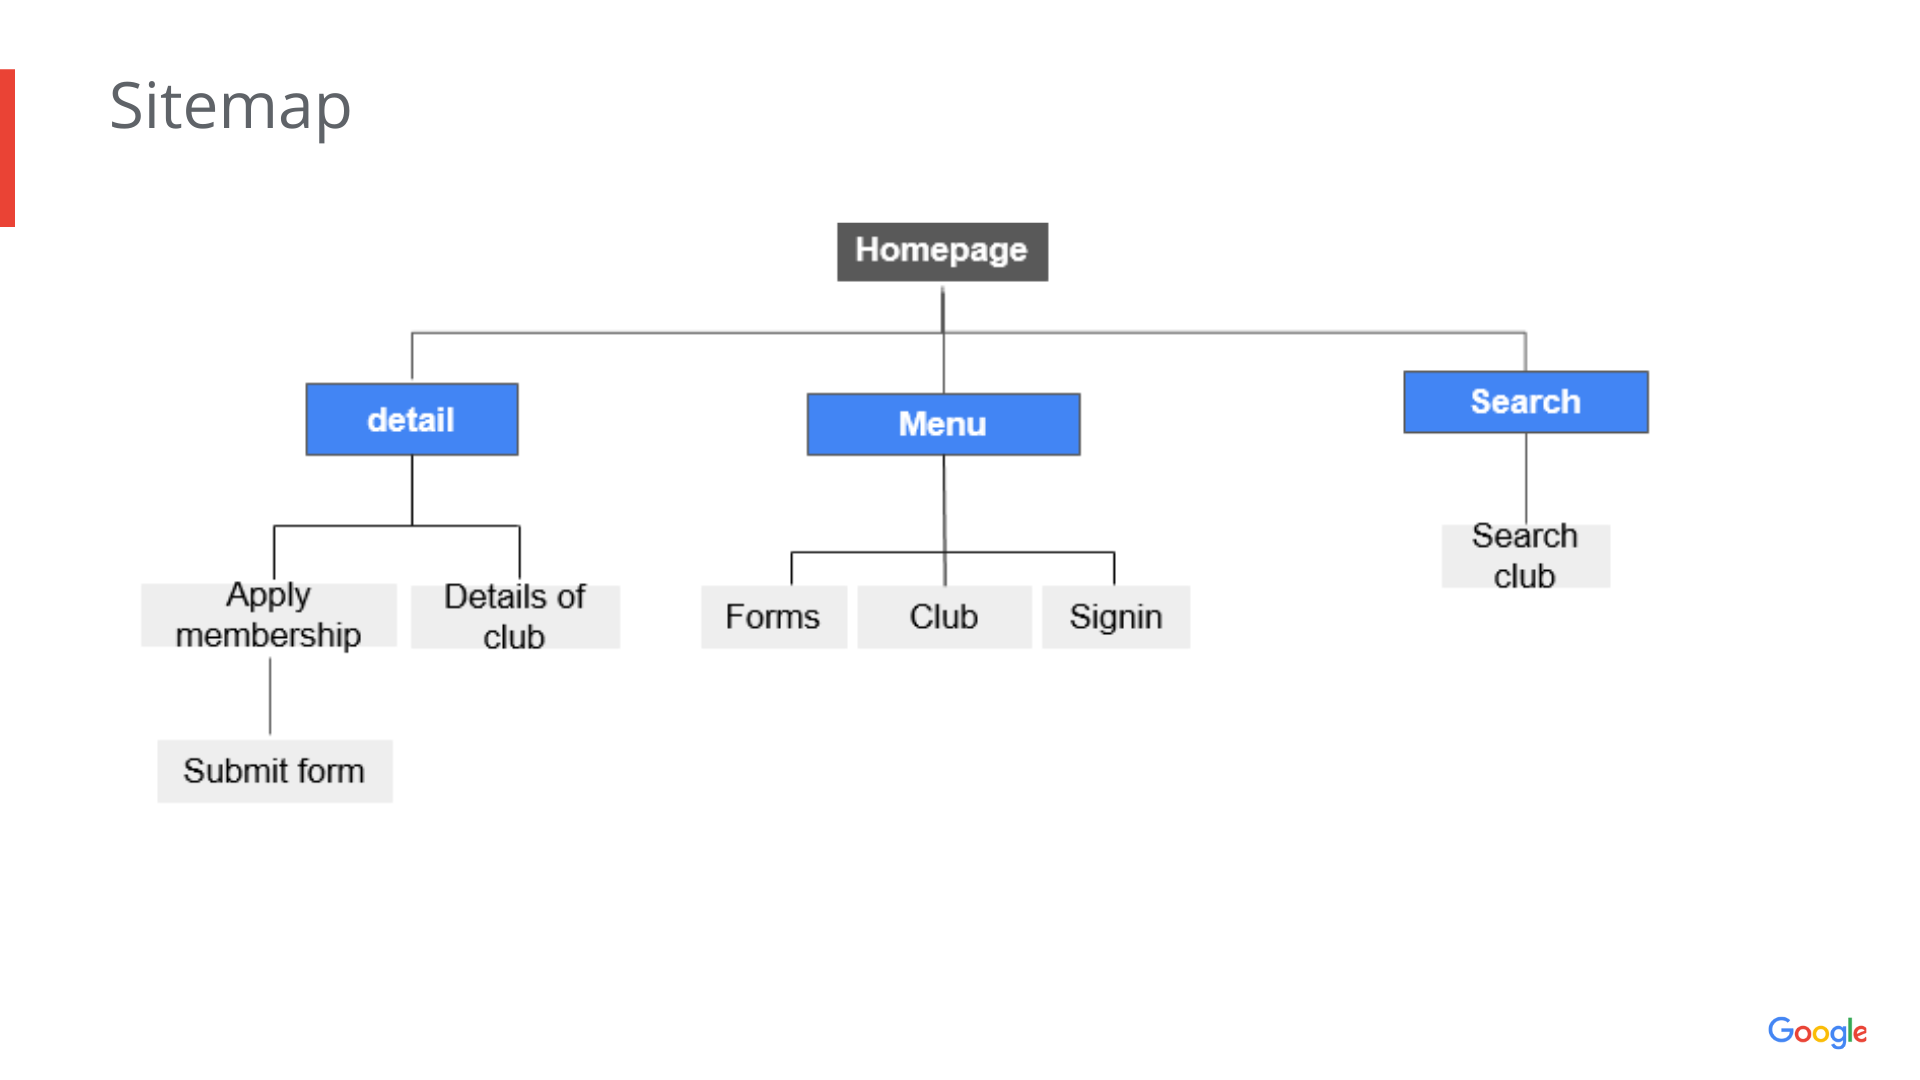 Sitemap
Homepage
detail
Menu
Search
Apply
membership
Details of
club
Forms
Club
Signin
Search
club
Submit form
Google